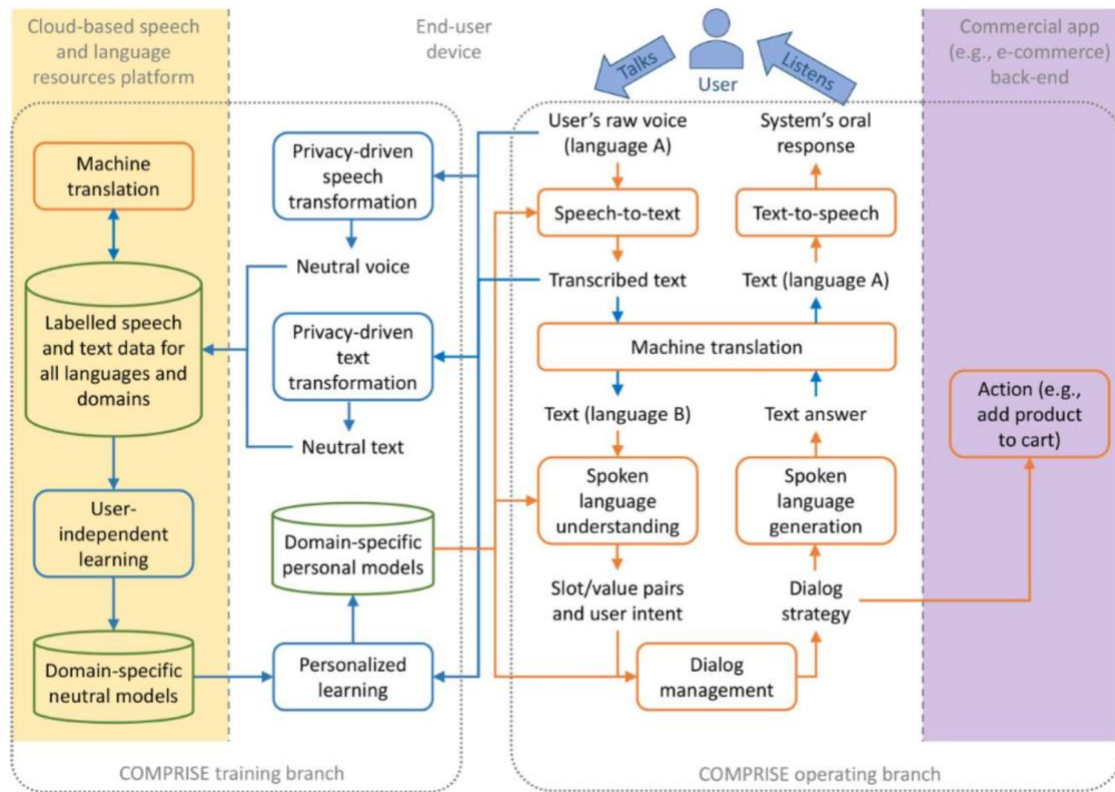 Cloud-based speech
and language
resources platform
End-user
device
Talks
User
Listens
Commercial app
(e.g., e-commerce)
back-end
Machine
translation
Labelled speech
and text data for
all languages and
domains
User-
independent
learning
Domain-specific
neutral models
Privacy-driven
speech
transformation
Neutral voice
Privacy-driven
text
transformation
Neutral text
Domain-specific
personal models
Personalized
learning
COMPRISE training branch
User's raw voice
(language A)
Speech-to-text
Transcribed text
Machine translation
Text (language B)
Spoken
language
understanding
Slot/value pairs
and user intent
Dialog
management
System's oral
response
Text-to-speech
Text (language A)
Text answer
Spoken
language
generation
Dialog
strategy
Action (e.g.,
add product
to cart)
COMPRISE operating branch